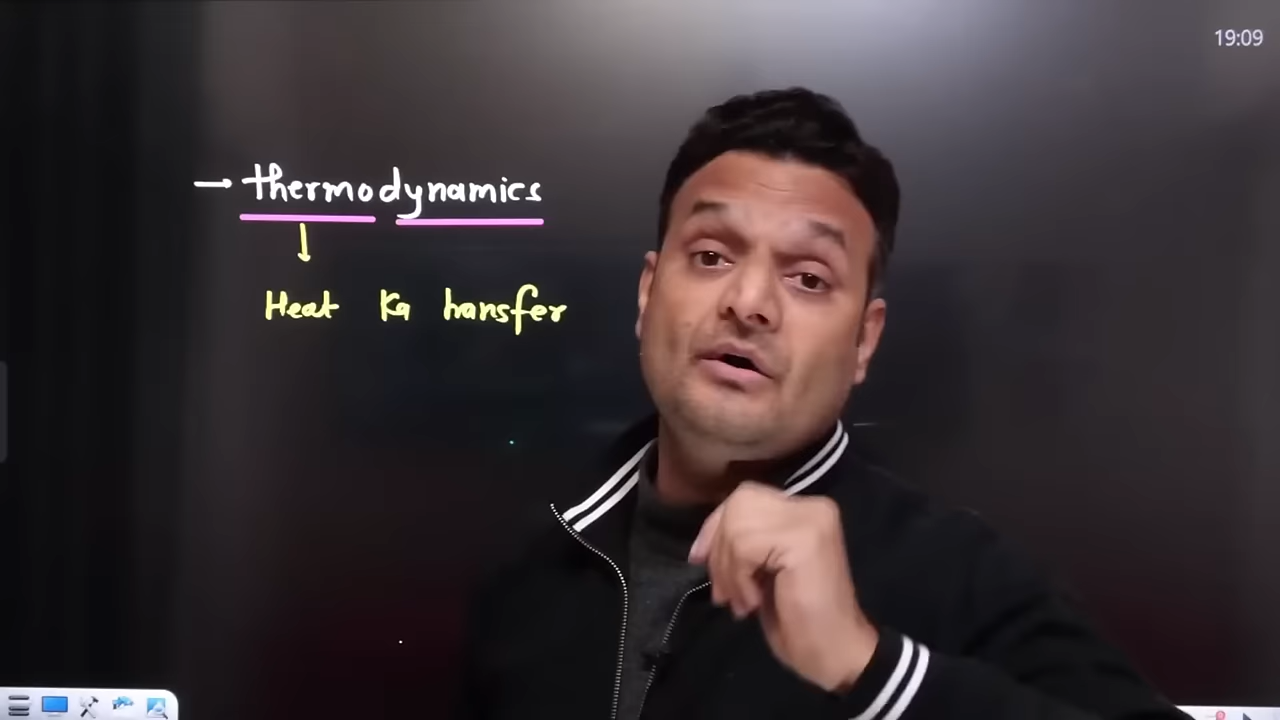 19:09
→ thermodynamics
↓
Heat Ka transfer